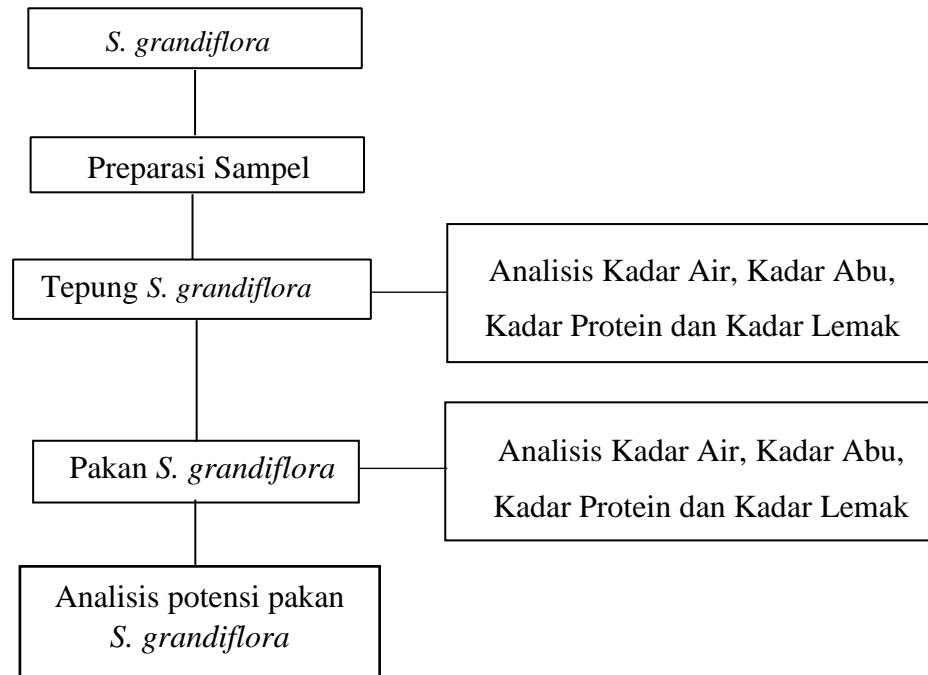 S. grandiflora
Preparasi Sampel
Tepung S. grandiflora
Analisis Kadar Air, Kadar Abu,
Kadar Protein dan Kadar Lemak
Pakan S. grandiflora
Analisis Kadar Air, Kadar Abu,
Kadar Protein dan Kadar Lemak
Analisis potensi pakan
S. grandiflora